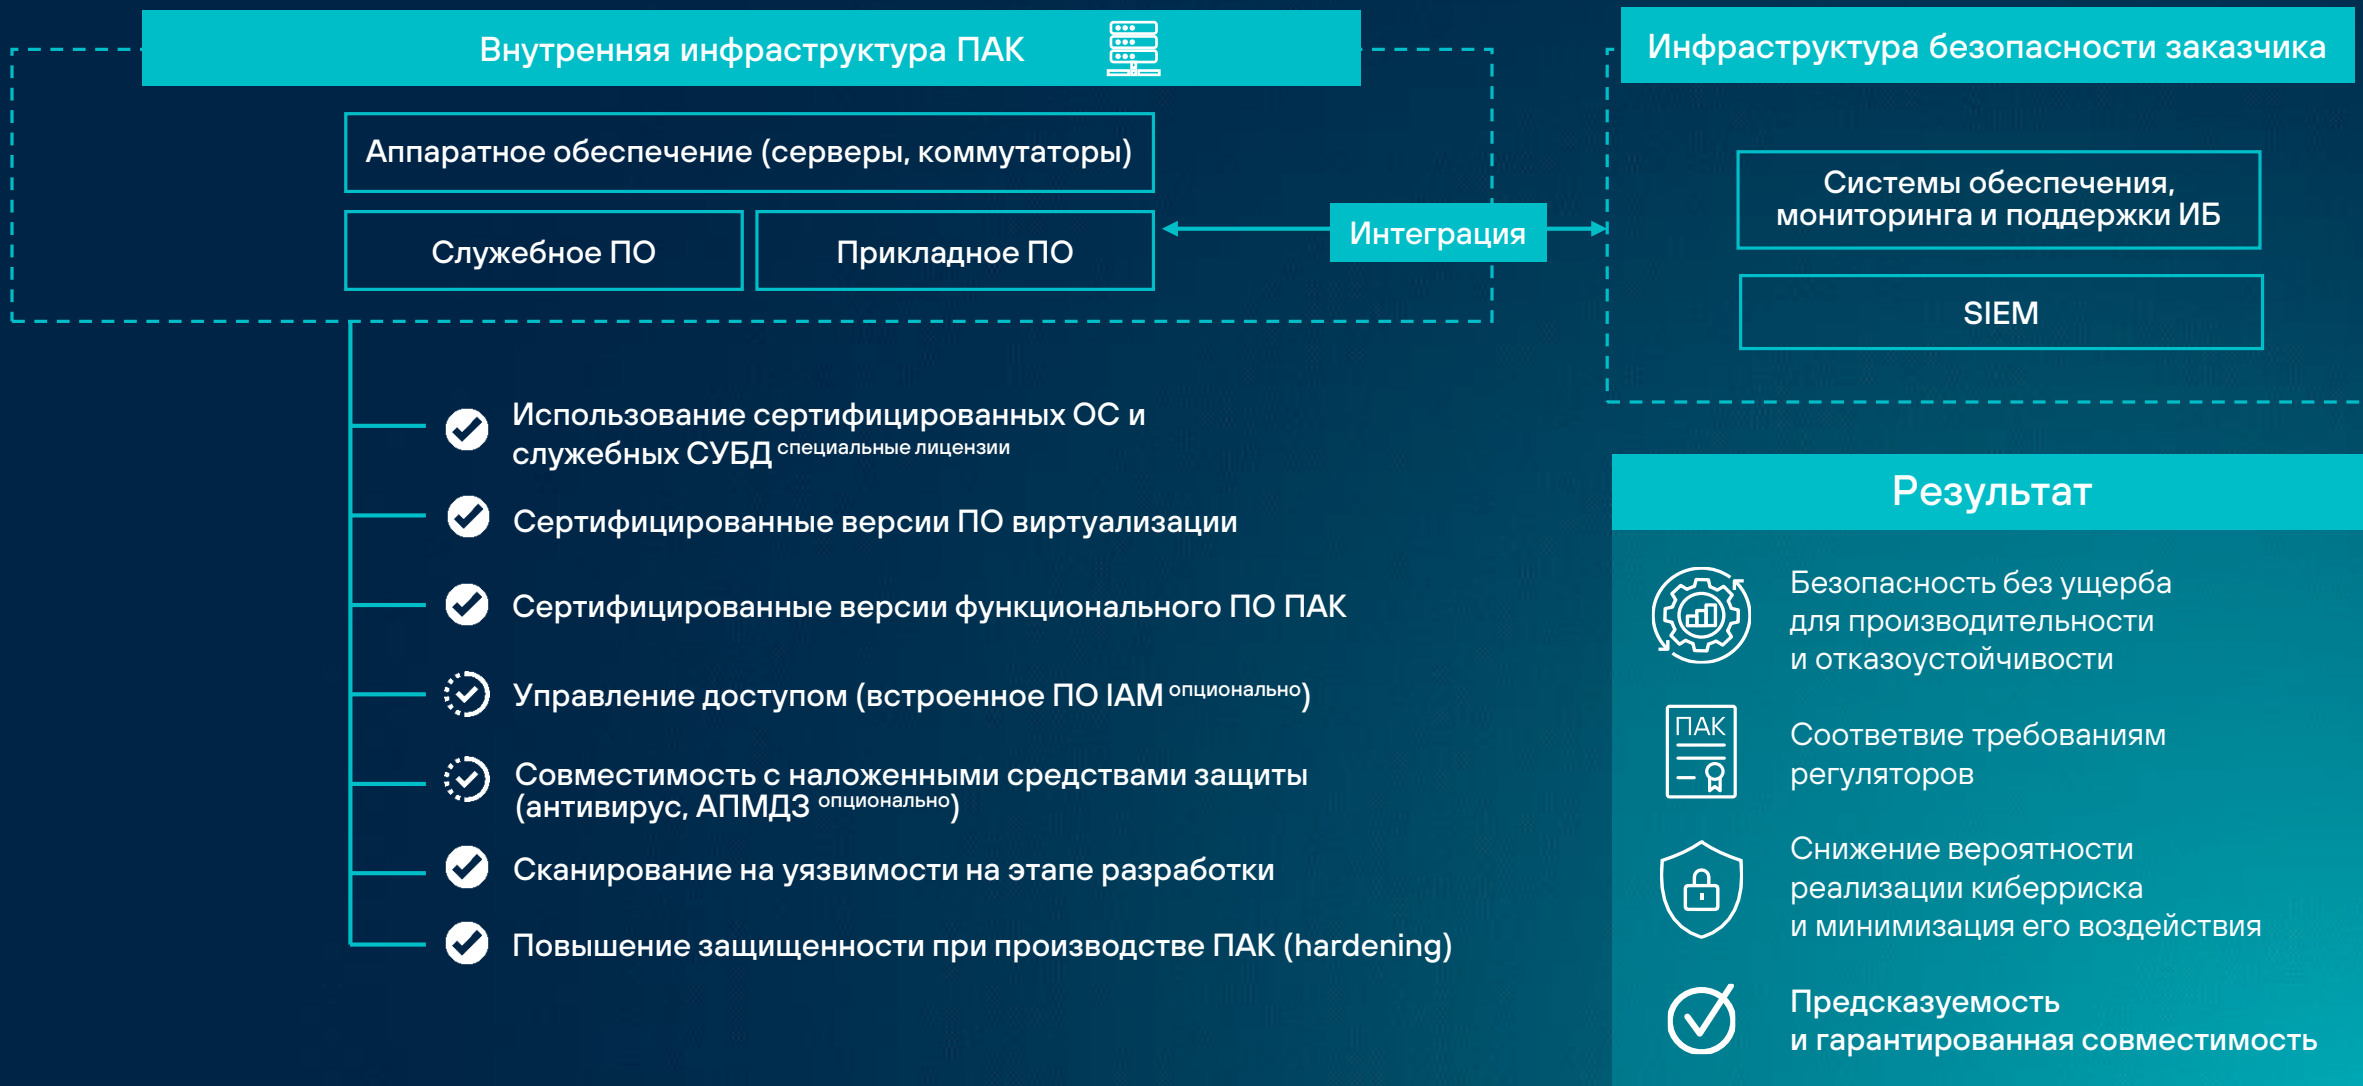 Внутренняя инфраструктура ПАК
Аппаратное обеспечение (серверы, коммутаторы)
Служебное ПО
Прикладное ПО
Интеграция
Инфраструктура безопасности заказчика
Системы обеспечения,
мониторинга и поддержки ИБ
SIEM
Использование сертифицированных ОС и
служебных СУБД специальные лицензии
Сертифицированные версии ПО виртуализации
Сертифицированные версии функционального ПО ПАК
Управление доступом (встроенное ПО IAM опционально)
Совместимость с наложенными средствами защиты
(антивирус, АПМДЗ опционально)
Сканирование на уязвимости на этапе разработки
Повышение защищенности при производстве ПАК (hardening)
Результат
Безопасность без ущерба
для производительности
и отказоустойчивости
ПАК
Соответвие требованиям
регуляторов
Снижение вероятности
реализации киберриска
и минимизация его воздействия
Предсказуемость
и гарантированная совместимость